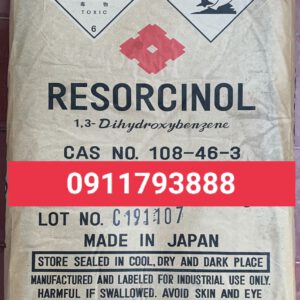 毒物
TOXIC
6
RESORCINOL
1,3-Dihydroxybenzene
CAS NO. 108-46-3
0911793888
LOT NO. C191107
MADE IN JAPAN
STORE SEALED IN COOL, DRY AND DARK PLACE
MANUFACTURED AND LABELED FOR INDUSTRIAL USE ONLY.
HARMFUL IF SWALLOWED. AVOID SKIN AND EYE